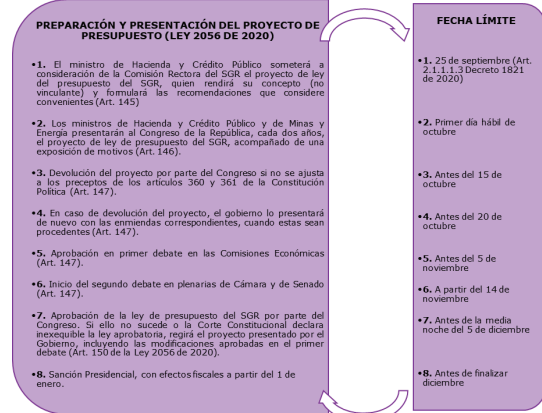 PREPARACIÓN Y PRESENTACIÓN DEL PROYECTO DE
PRESUPUESTO (LEY 2056 DE 2020)
•1. El ministro de Hacienda y Crédito Público someterá a
consideración de la Comisión Rectora del SGR el proyecto de ley
del presupuesto del SGR, quien rendirá su concepto (no
vinculante) y formulará las recomendaciones que considere
convenientes (Art. 145)
•2. Los ministros de Hacienda y Crédito Público y de Minas y
Energía presentarán al Congreso de la República, cada dos años,
el proyecto de ley de presupuesto del SGR, acompañado de una
exposición de motivos (Art. 146).
•3. Devolución del proyecto por parte del Congreso si no se ajusta
a los preceptos de los artículos 360 y 361 de la Constitución
Política (Art. 147).
•4. En caso de devolución del proyecto, el gobierno lo presentará
de nuevo con las enmiendas correspondientes, cuando estas sean
procedentes (Art. 147).
•5. Aprobación en primer debate en las Comisiones Económicas
(Art. 147).
•6. Inicio del segundo debate en plenarias de Cámara y de Senado
(Art. 147).
•7. Aprobación de la ley de presupuesto del SGR por parte del
Congreso. Si ello no sucede o la Corte Constitucional declara
inexequible la ley aprobatoria, regirá el proyecto presentado por el
Gobierno, incluyendo las modificaciones aprobadas en el primer
debate (Art. 150 de la Ley 2056 de 2020).
•8. Sanción Presidencial, con efectos fiscales a partir del 1 de
enero.
FECHA LÍMITE
•1. 25 de septiembre (Art.
2.1.1.1.3 Decreto 1821
de 2020)
•2. Primer día hábil de
octubre
•3. Antes del 15 de
octubre
•4. Antes del 20 de
octubre
•5. Antes del 5 de
noviembre
•6. A partir del 14 de
noviembre
•7. Antes de la media
noche del 5 de diciembre
•8. Antes de finalizar
diciembre